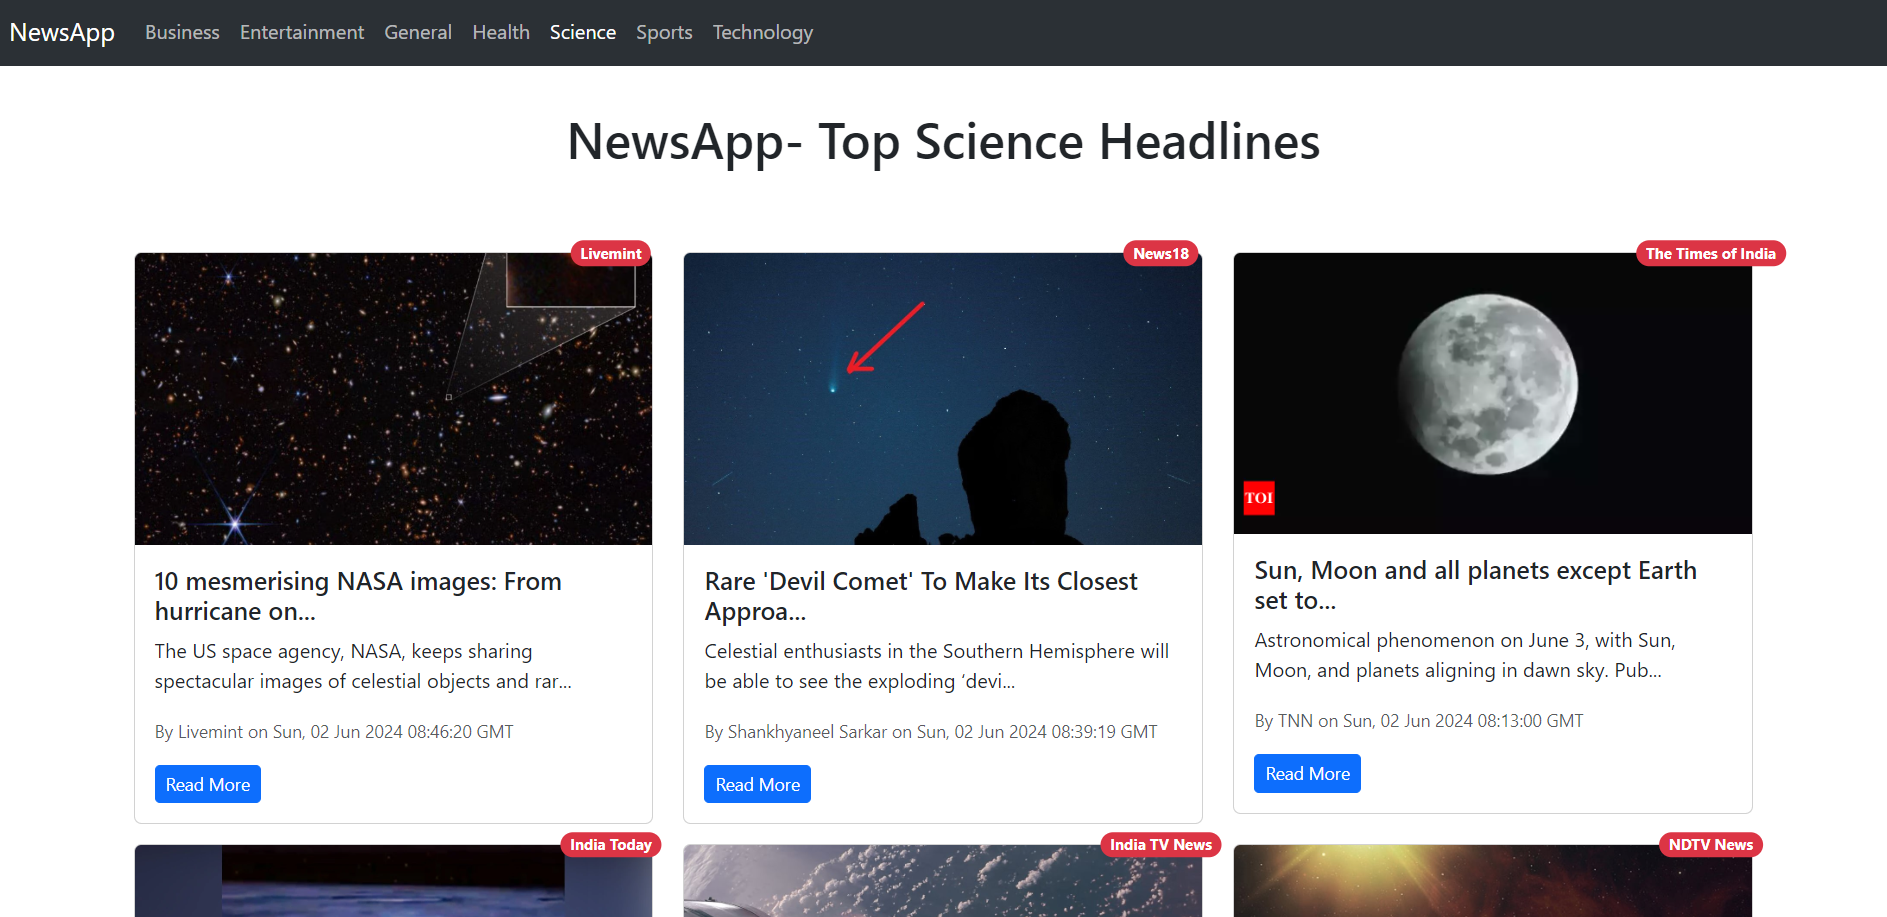 NewsApp Business Entertainment General Health Science Sports Technology
NewsApp- Top Science Headlines
Livemint
10 mesmerising NASA images: From
hurricane on...
The US space agency, NASA, keeps sharing
spectacular images of celestial objects and rar...
By Livemint on Sun, 02 Jun 2024 08:46:20 GMT
Read More
News18
Rare 'Devil Comet' To Make Its Closest
Approa...
Celestial enthusiasts in the Southern Hemisphere will
be able to see the exploding ‘devi...
By Shankhyaneel Sarkar on Sun, 02 Jun 2024 08:39:19 GMT
Read More
The Times of India
TOI
Sun, Moon and all planets except Earth
set to...
Astronomical phenomenon on June 3, with Sun,
Moon, and planets aligning in dawn sky. Pub...
By TNN on Sun, 02 Jun 2024 08:13:00 GMT
Read More
India Today
India TV News
NDTV News